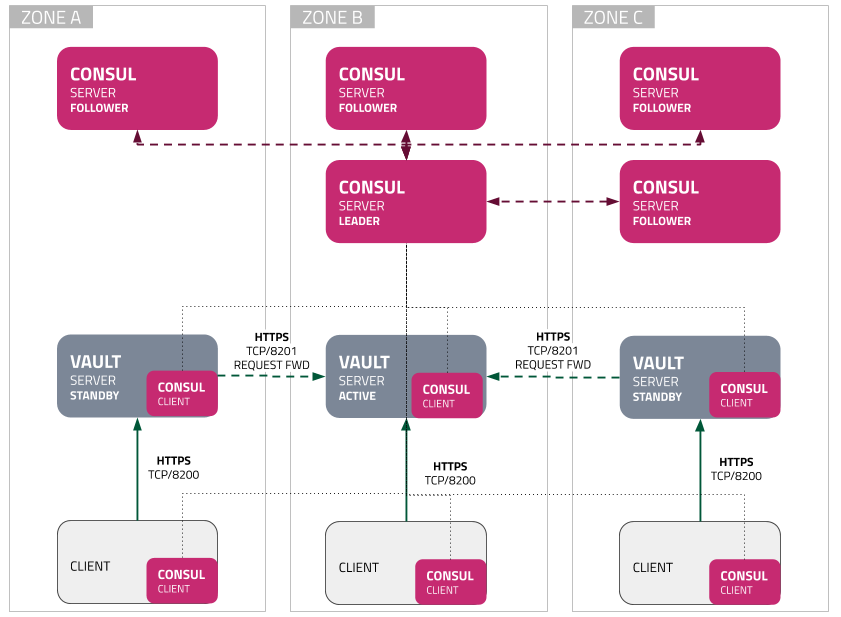 ZONE A
ZONE B
ZONE C
CONSUL
SERVER
FOLLOWER
CONSUL
SERVER
FOLLOWER
CONSUL
SERVER
FOLLOWER
CONSUL
SERVER
LEADER
CONSUL
SERVER
FOLLOWER
VAULT
SERVER
STANDBY
CONSUL
CLIENT
HTTPS
TCP/8201
REQUEST FWD
VAULT
SERVER
ACTIVE
CONSUL
CLIENT
HTTPS
TCP/8201
REQUEST FWD
VAULT
SERVER
STANDBY
CONSUL
CLIENT
HTTPS
TCP/8200
HTTPS
TCP/8200
HTTPS
TCP/8200
CLIENT
CONSUL
CLIENT
CLIENT
CONSUL
CLIENT
CLIENT
CONSUL
CLIENT